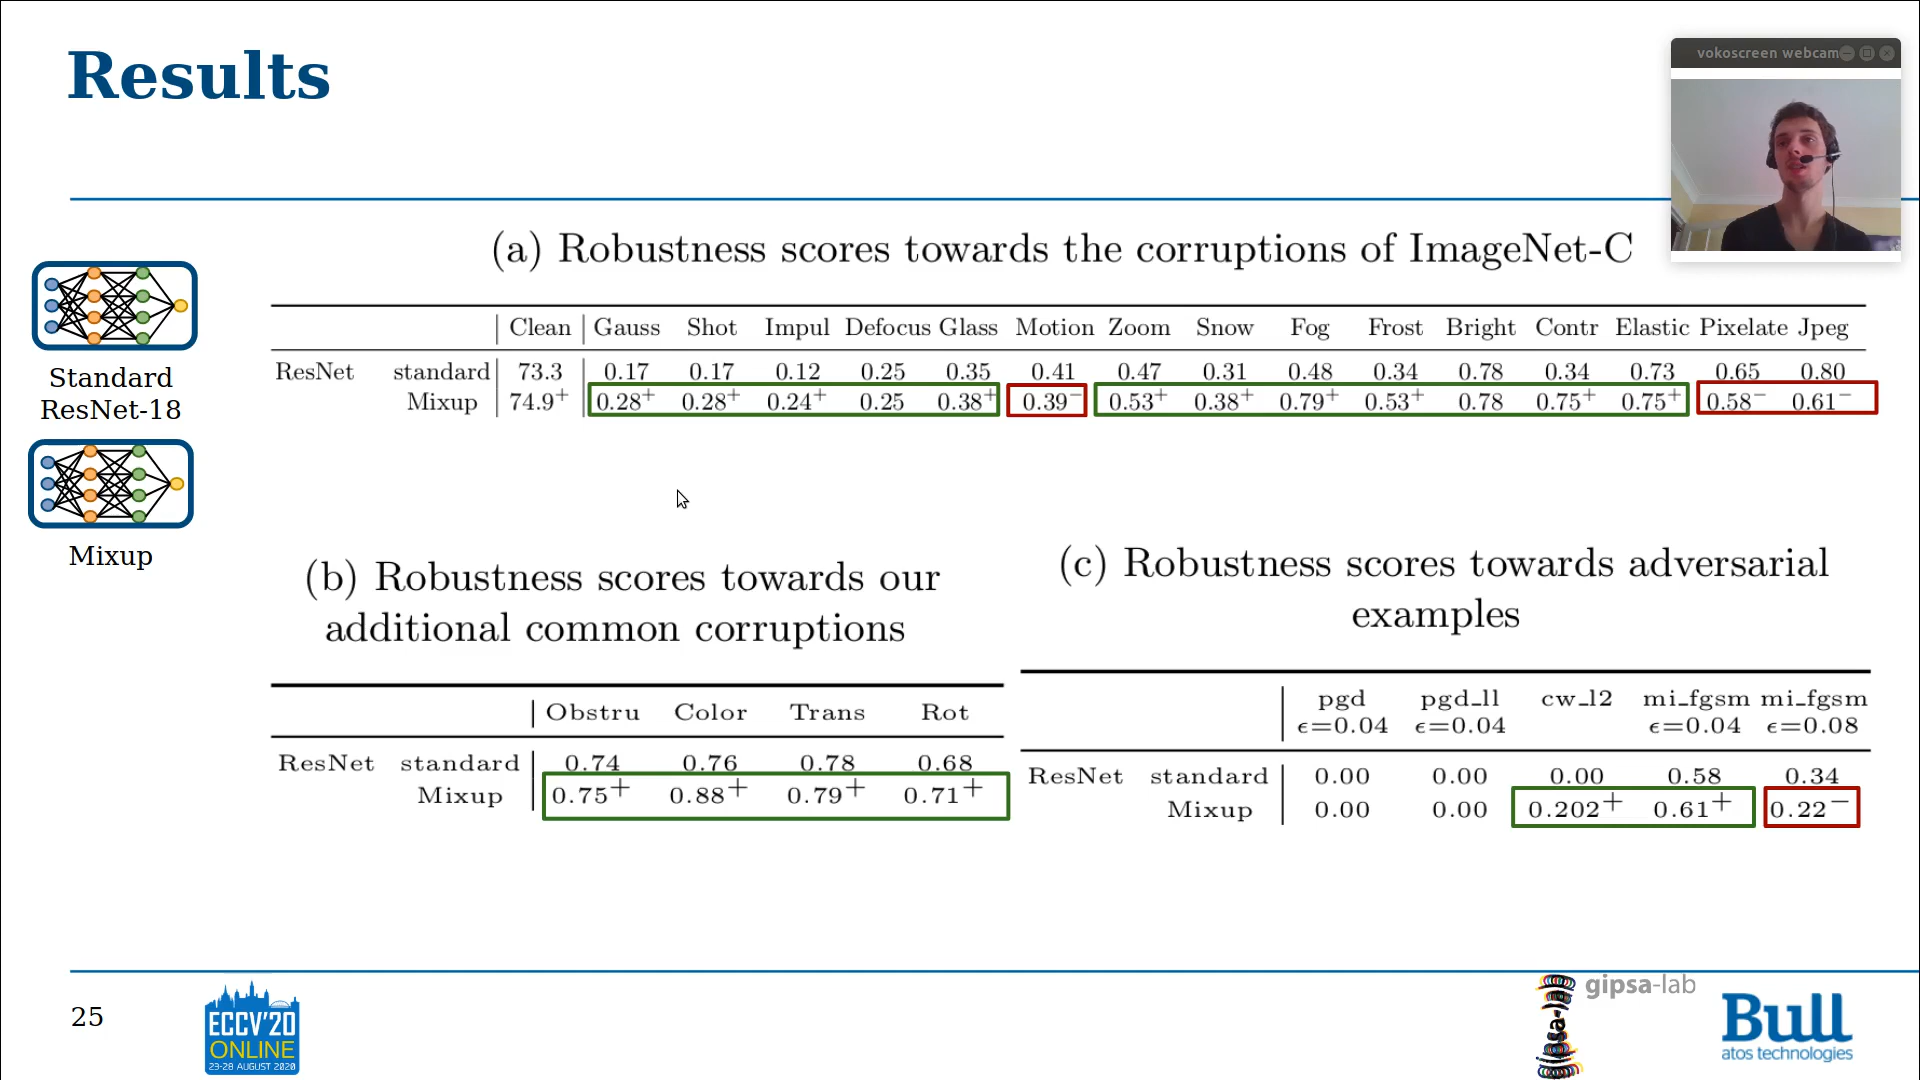 Results
vokoscreen webcam
(a) Robustness scores towards the corruptions of ImageNet-C
Clean Gauss Shot Impul Defocus Glass Motion Zoom Snow Fog Frost Bright Contr Elastic Pixelate Jpeg
ResNet standard 73.3 0.17 0.17 0.12 0.25 0.35 0.41 0.47 0.31 0.48 0.34 0.78 0.34 0.73 0.65 0.80
Mixup 74.9⁺ 0.28⁺ 0.28⁺ 0.24⁺ 0.25 0.38⁺ 0.39⁻ 0.53⁺ 0.38⁺ 0.79⁺ 0.53⁺ 0.78 0.75⁺ 0.75⁺ 0.58⁻ 0.61⁻
Standard
ResNet-18
Mixup
(b) Robustness scores towards our
additional common corruptions
Obstru Color Trans Rot
ResNet standard 0.74 0.76 0.78 0.68
Mixup 0.75⁺ 0.88⁺ 0.79⁺ 0.71⁺
(c) Robustness scores towards adversarial
examples
pgd pgd_ll cw_l2 mi_fgsm mi_fgsm
ϵ=0.04 ϵ=0.04 ϵ=0.04 ϵ=0.08
ResNet standard 0.00 0.00 0.00 0.58 0.34
Mixup 0.00 0.00 0.202⁺ 0.61⁺ 0.22⁻
25
ECCV'20
ONLINE
23-28 AUGUST 2020
gipsa-lab
Bull
atos technologies